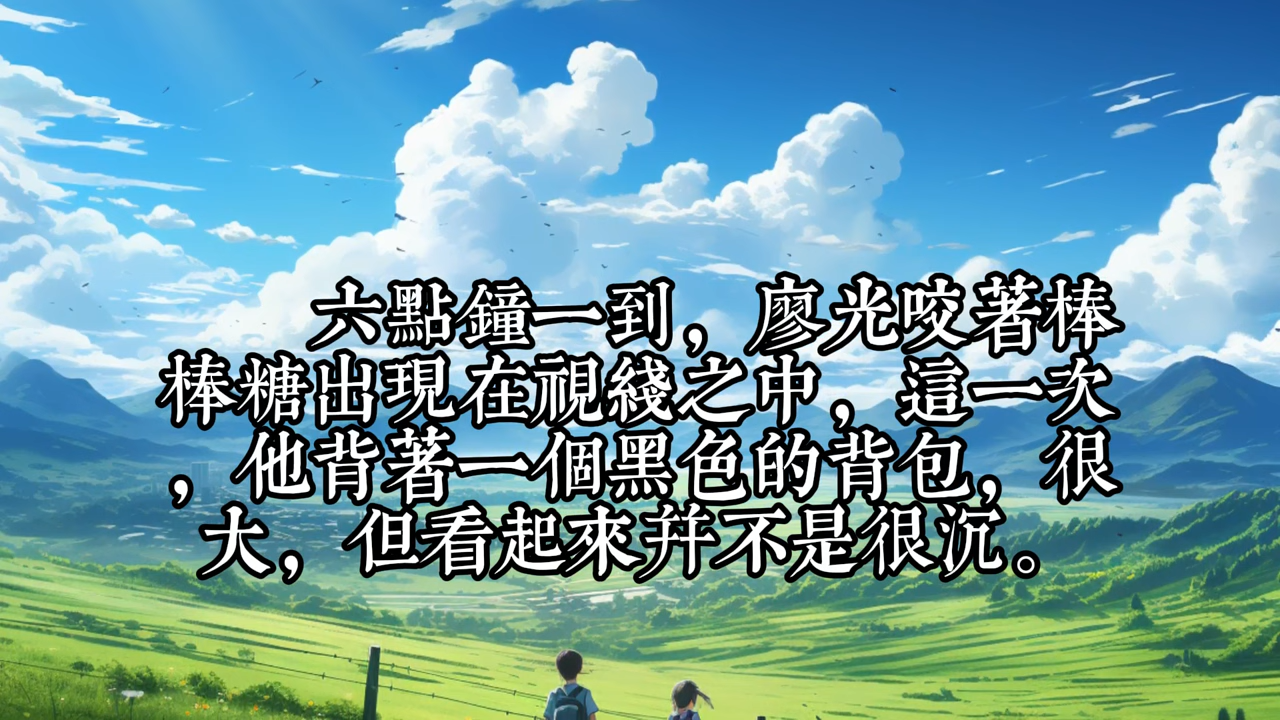 六點鐘一到，廖光咬著棒
棒糖出現在視綫之中，這一次
，他背著一個黑色的背包，很
大，但看起來并不是很沉。